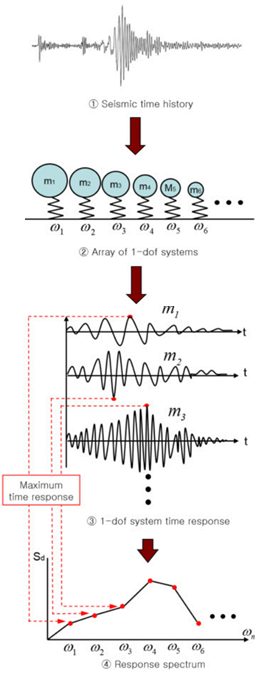 ① Seismic time history
m₁ m₂ m₃ m₄ M₅ m₆
ω₁ ω₂ ω₃ ω₄ ω₅ ω₆
② Array of 1-dof systems
m₁
t
m₂
t
m₃
t
Maximum
time response
③ 1-dof system time response
S_d
ω₁ ω₂ ω₃ ω₄ ω₅ ω₆ ωₙ
④ Response spectrum